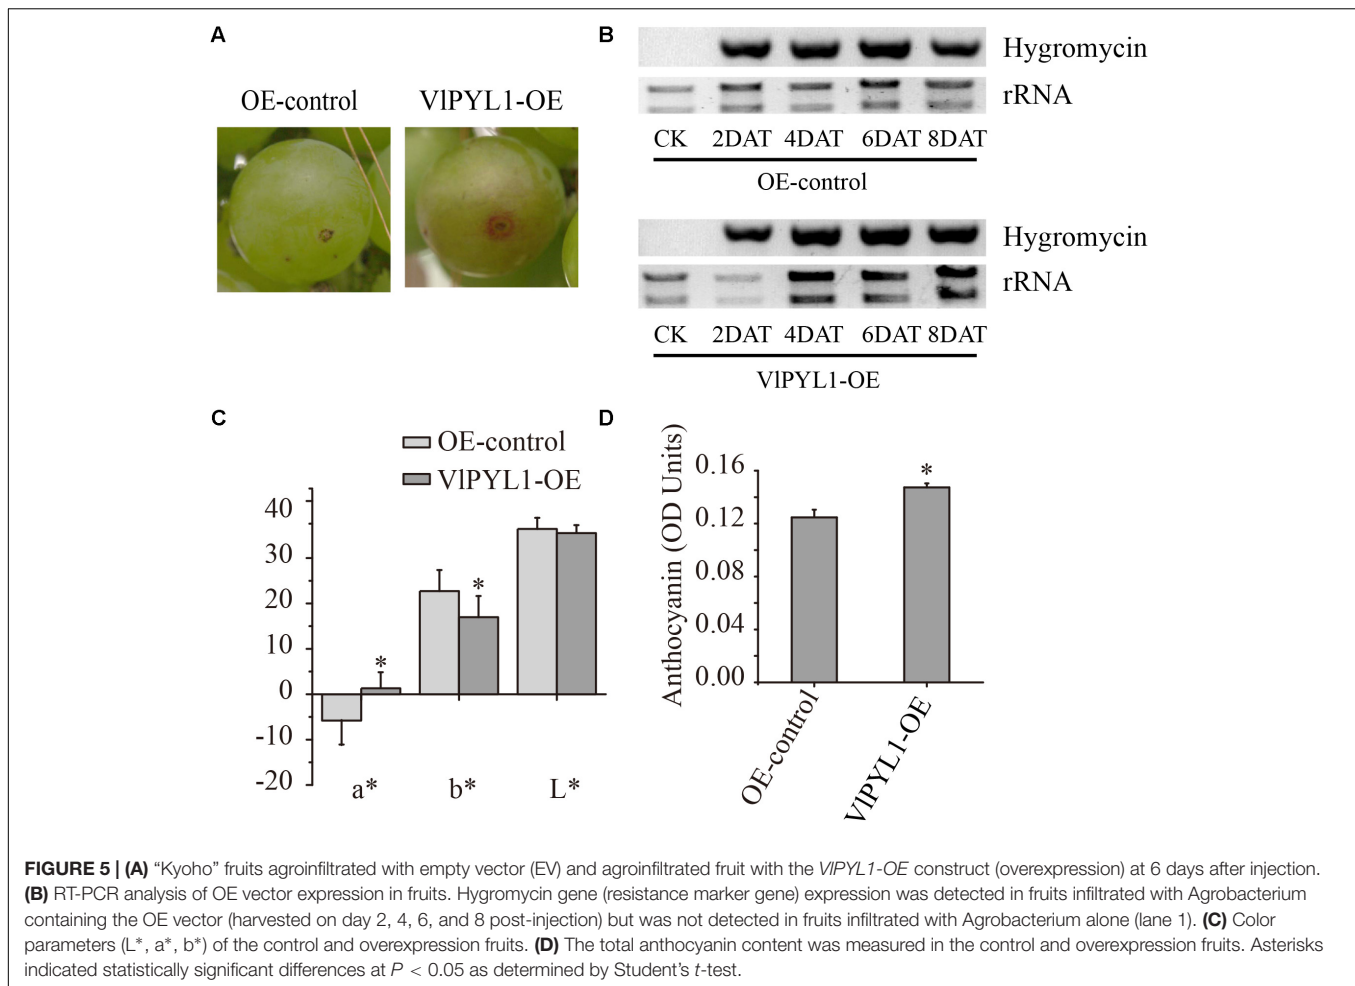 A
OE-control
VlPYL1-OE
B
Hygromycin
rRNA
CK 2DAT 4DAT 6DAT 8DAT
OE-control
Hygromycin
rRNA
CK 2DAT 4DAT 6DAT 8DAT
VlPYL1-OE
C
OE-control
VlPYL1-OE
40
30
20
10
0
-10
-20
*
*
a* b* L*
D
Anthocyanin (OD Units)
0.16
0.12
0.08
0.04
0.00
*
OE-control
VlPYL1-OE
FIGURE 5 | (A) “Kyoho” fruits agroinfiltrated with empty vector (EV) and agroinfiltrated fruit with the VlPYL1-OE construct (overexpression) at 6 days after injection.
(B) RT-PCR analysis of OE vector expression in fruits. Hygromycin gene (resistance marker gene) expression was detected in fruits infiltrated with Agrobacterium
containing the OE vector (harvested on day 2, 4, 6, and 8 post-injection) but was not detected in fruits infiltrated with Agrobacterium alone (lane 1). (C) Color
parameters (L*, a*, b*) of the control and overexpression fruits. (D) The total anthocyanin content was measured in the control and overexpression fruits. Asterisks
indicated statistically significant differences at P < 0.05 as determined by Student’s t-test.